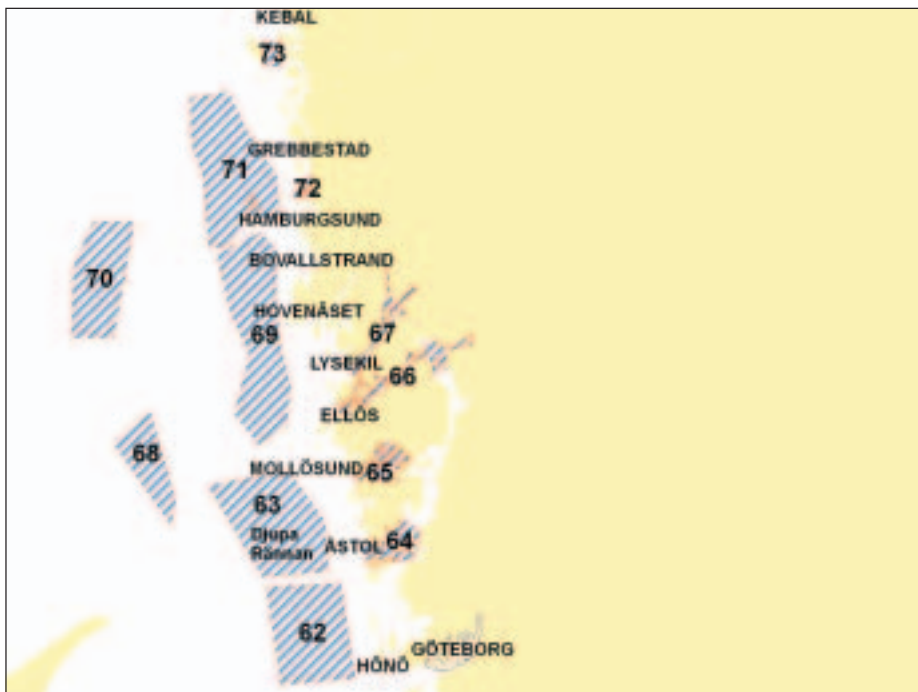 KEBAL
73
GREBBESTAD
71
72
HAMBURGSUND
BOVALLSTRAND
70
HOVENÄSET
69
67
LYSEKIL
66
ELLÖS
68
MOLLÖSUND
65
63
Djupa
Rännan
ÅSTOL
64
62
GÖTEBORG
HÖNÖ